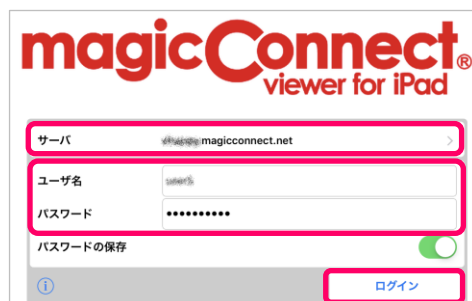 magicConnect®
viewer for iPad
サーバ magicconnect.net
ユーザ名
パスワード ••••••••••
パスワードの保存
ログイン